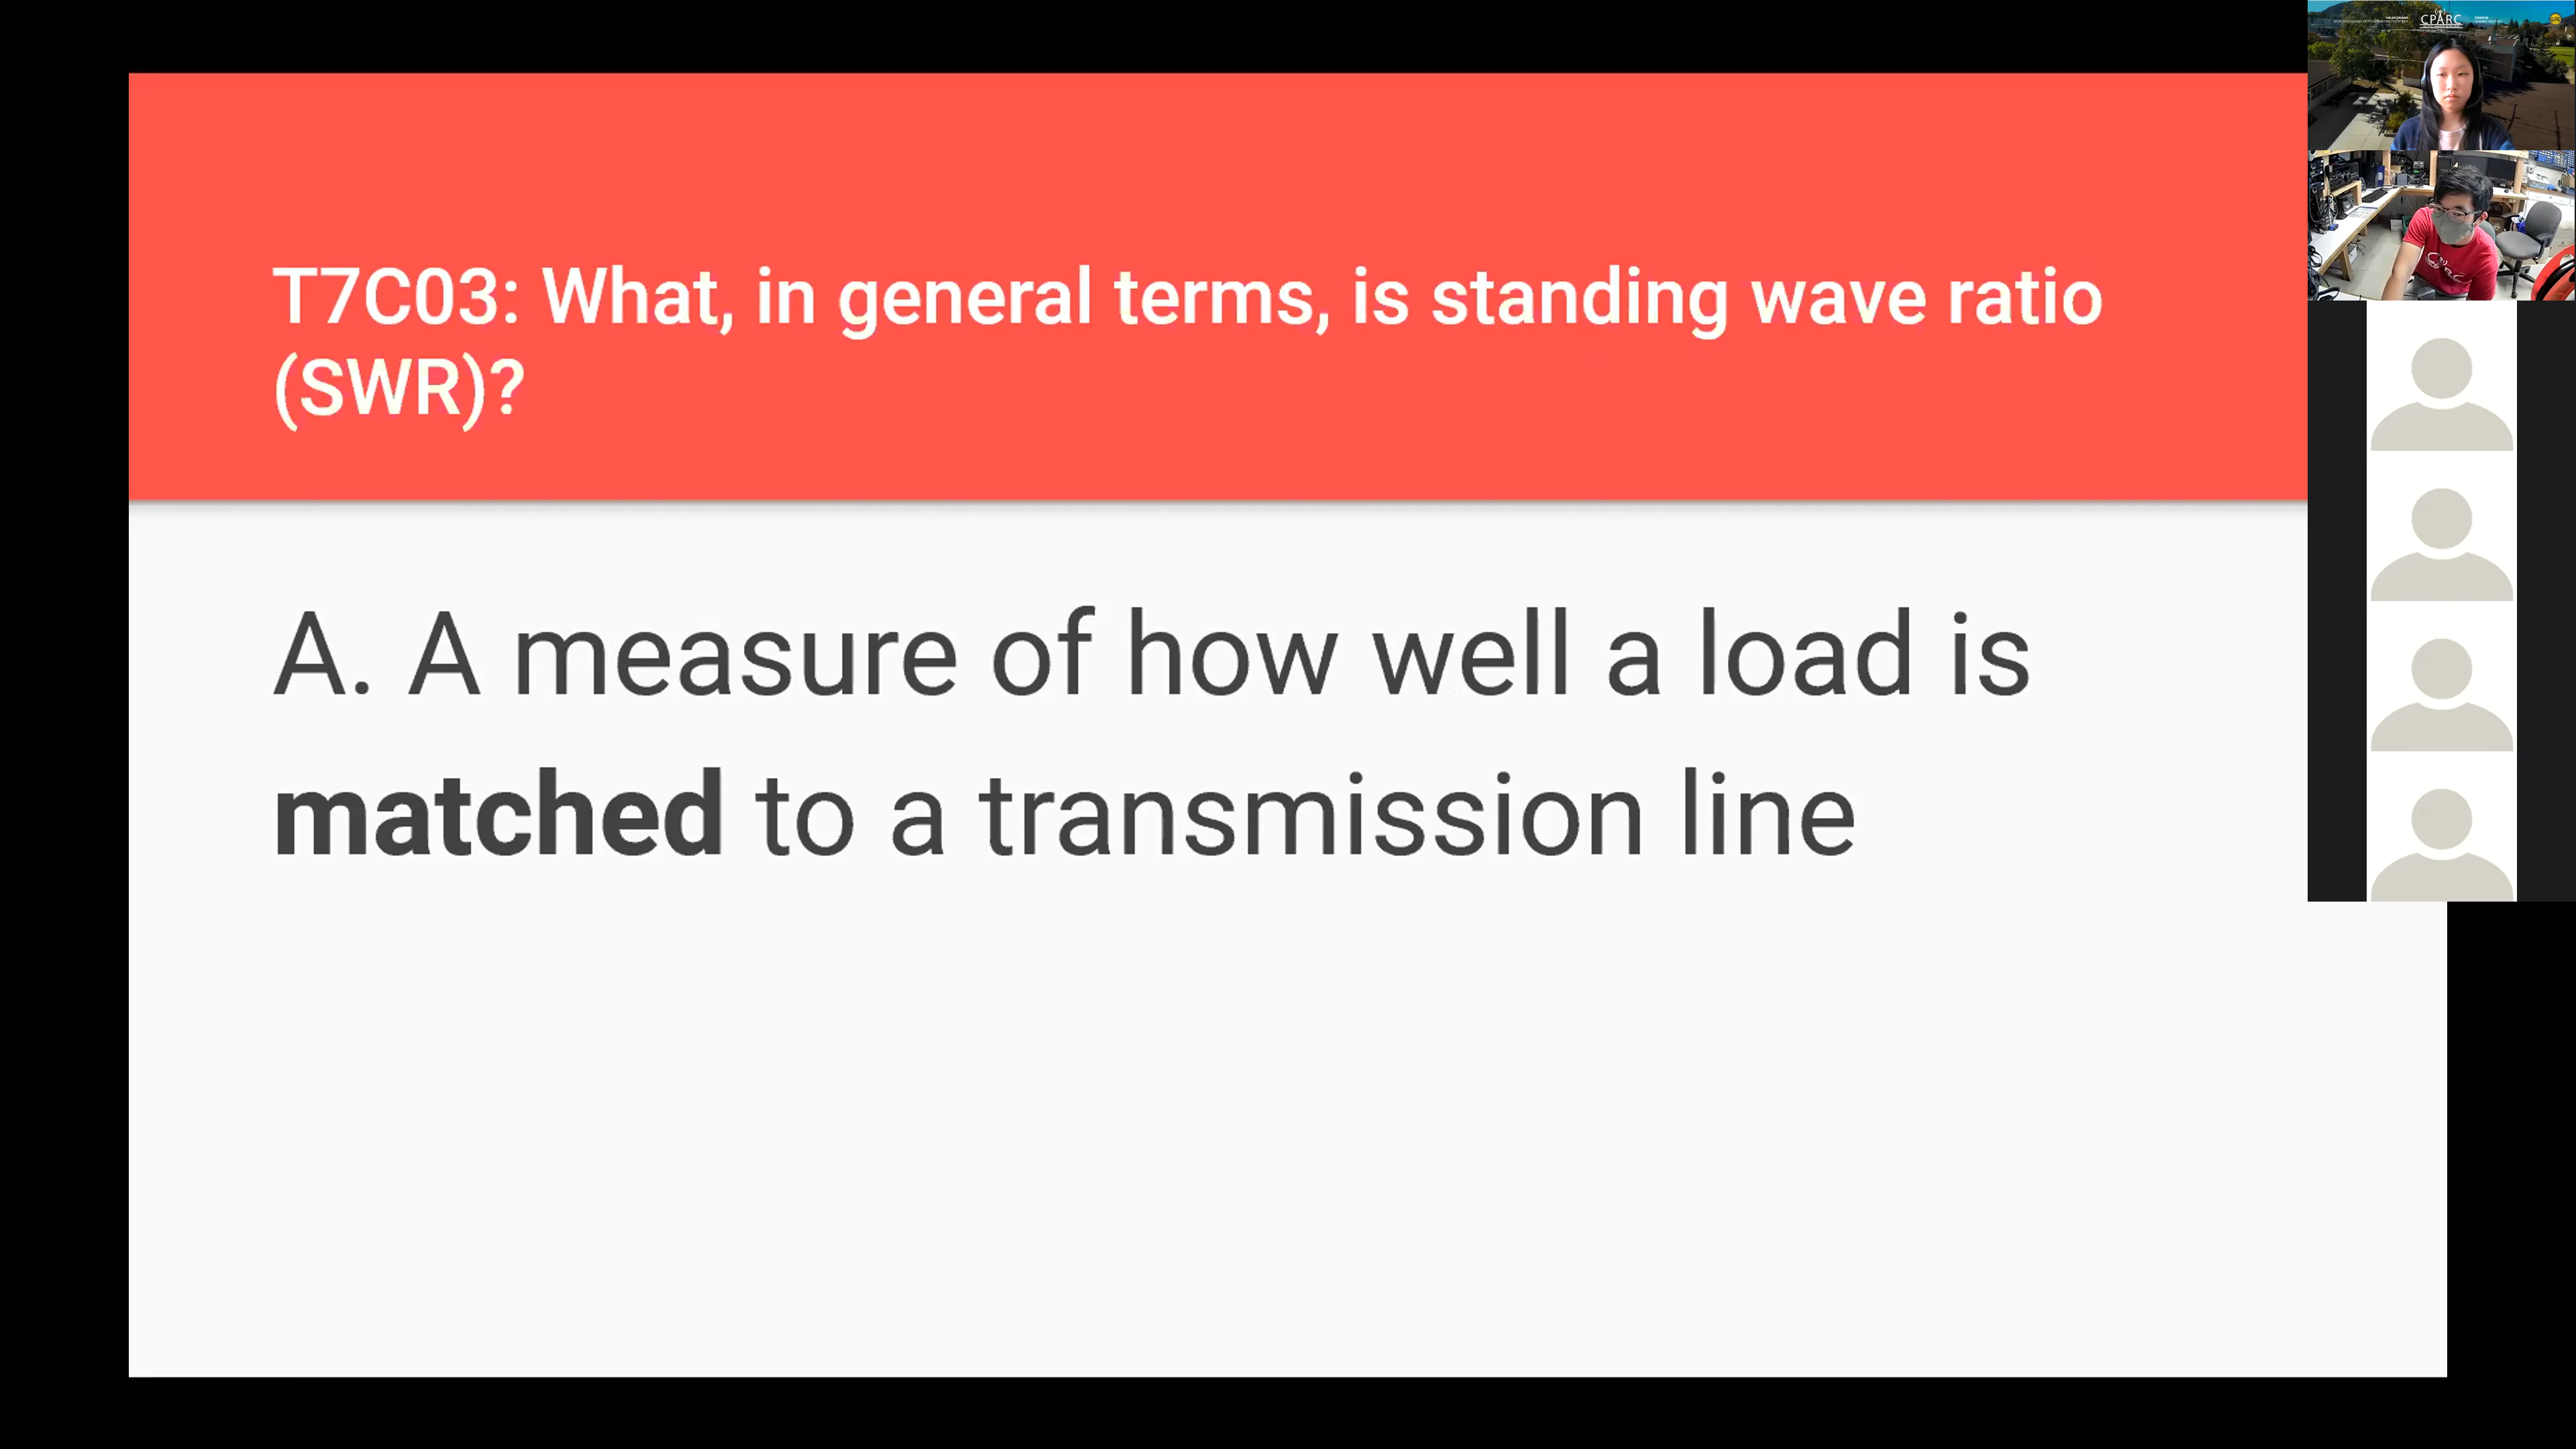 T7C03: What, in general terms, is standing wave ratio
(SWR)?
A. A measure of how well a load is
matched to a transmission line
CPARC